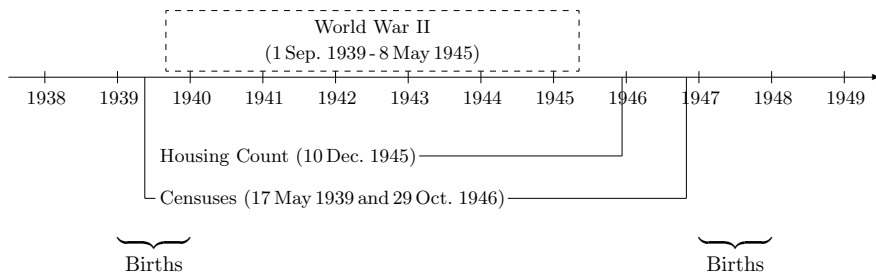 World War II
(1 Sep. 1939 - 8 May 1945)
1938 1939 1940 1941 1942 1943 1944 1945 1946 1947 1948 1949
Housing Count (10 Dec. 1945)
Censuses (17 May 1939 and 29 Oct. 1946)
Births Births